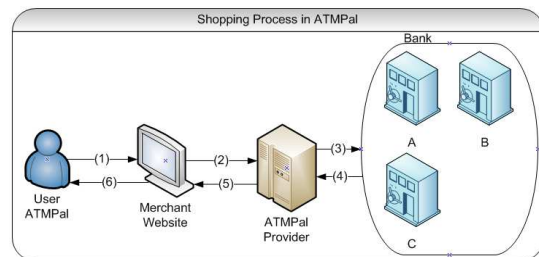 Shopping Process in ATMPal
Bank
A
B
(1)
(2)
(3)
(6)
(5)
(4)
User
ATMPal
Merchant
Website
ATMPal
Provider
C